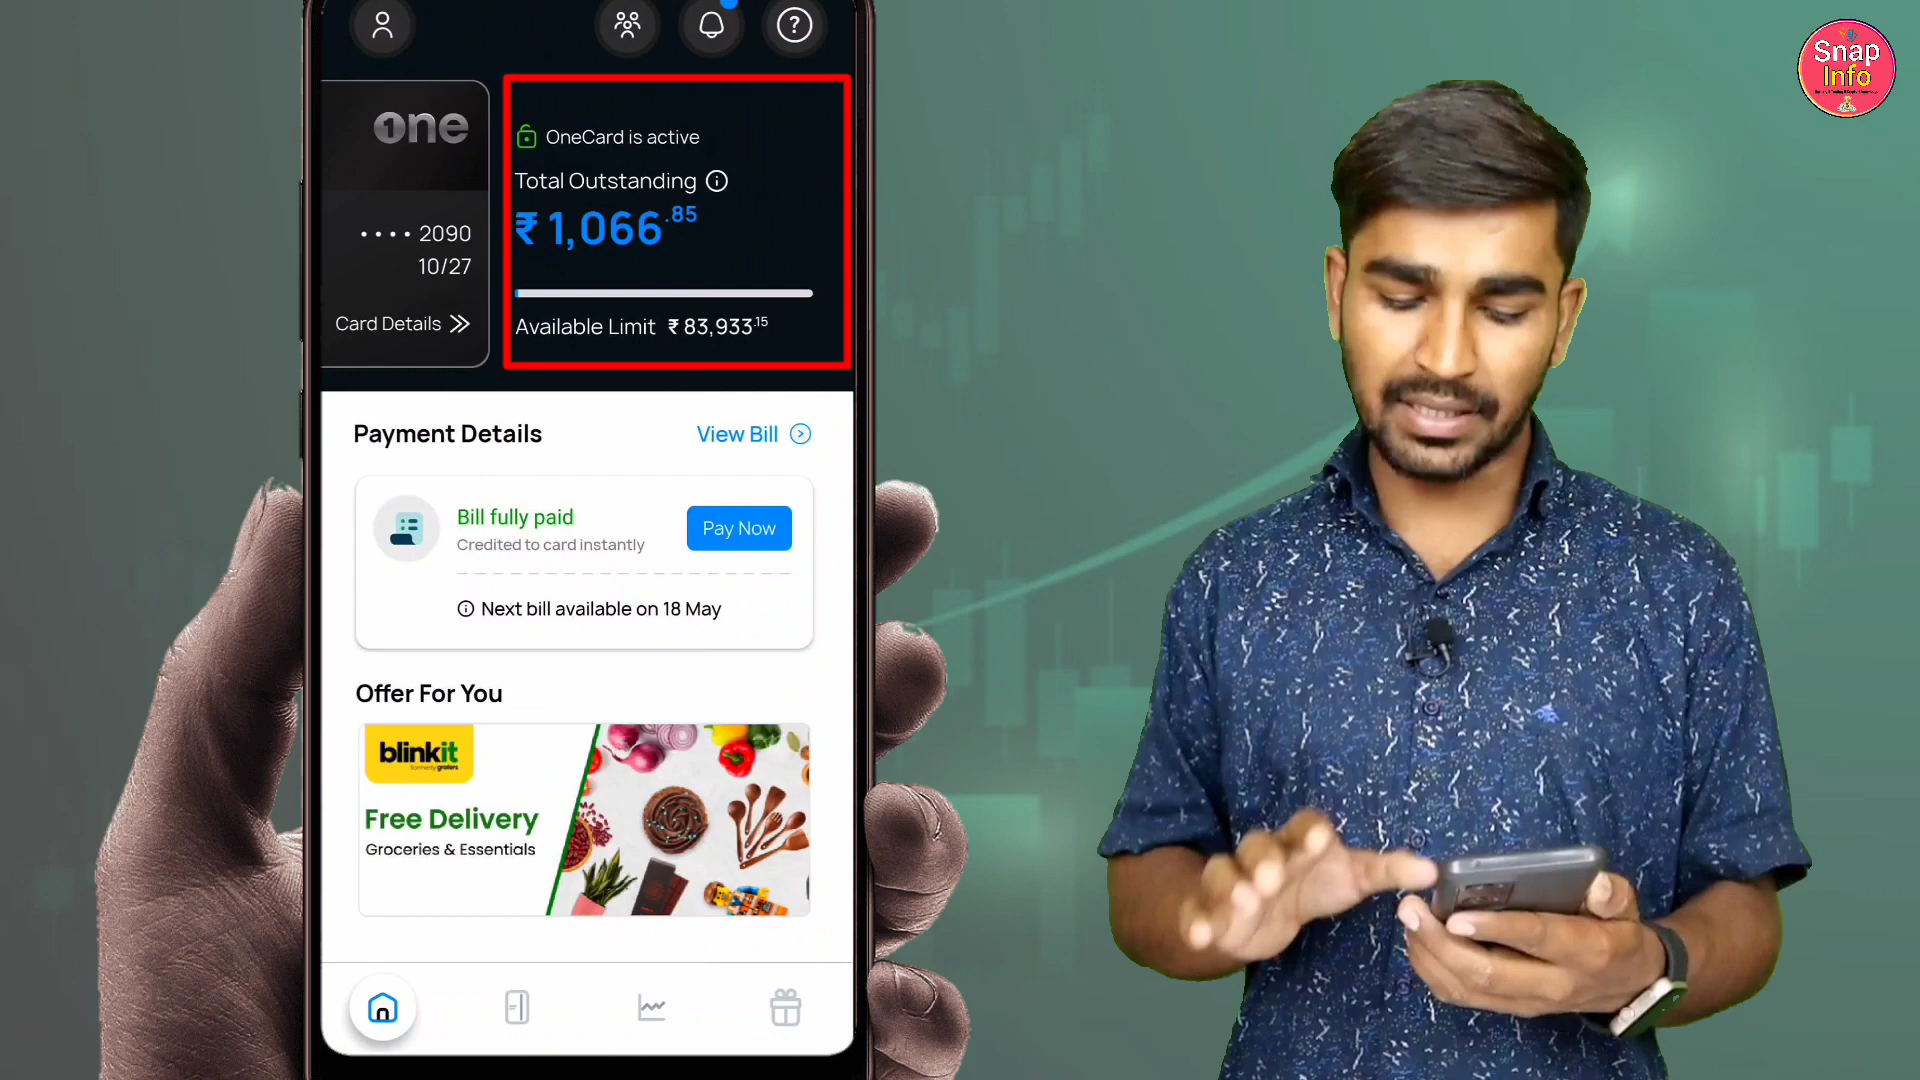 one
OneCard is active
Total Outstanding
₹ 1,066.85
•••• 2090
10/27
Card Details
Available Limit ₹ 83,933.15
Payment Details
View Bill
Bill fully paid
Credited to card instantly
Pay Now
Next bill available on 18 May
Offer For You
blinkit
formerly grofers
Free Delivery
Groceries & Essentials
Snap
Info